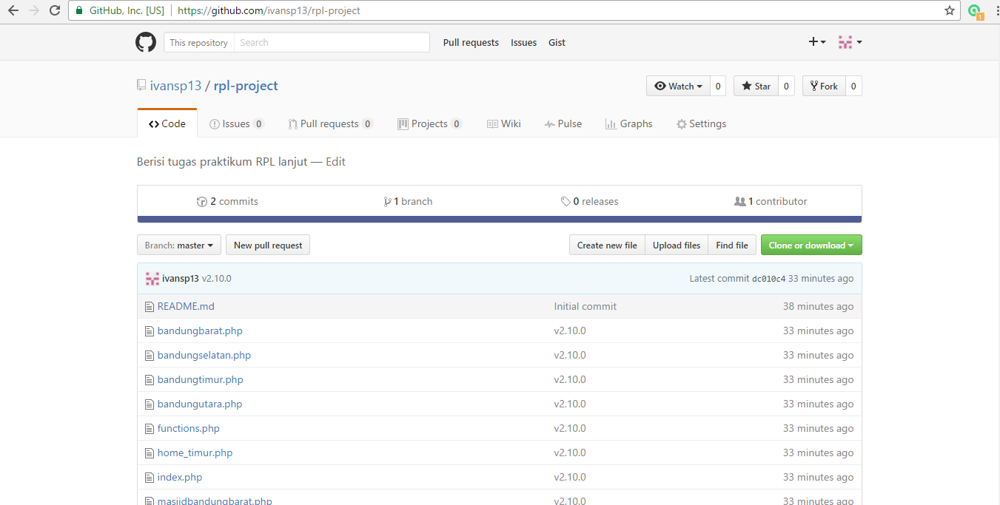 GitHub, Inc. [US] https://github.com/ivansp13/rpl-project
1
This repository Search Pull requests Issues Gist
ivansp13 / rpl-project Watch 0 Star 0 Fork 0
Code Issues 0 Pull requests 0 Projects 0 Wiki Pulse Graphs Settings
Berisi tugas praktikum RPL lanjut — Edit
2 commits 1 branch 0 releases 1 contributor
Branch: master New pull request Create new file Upload files Find file Clone or download
ivansp13 v2.10.0 Latest commit dc010c4 33 minutes ago
README.md Initial commit 38 minutes ago
bandungbarat.php v2.10.0 33 minutes ago
bandungselatan.php v2.10.0 33 minutes ago
bandungtimur.php v2.10.0 33 minutes ago
bandungutara.php v2.10.0 33 minutes ago
functions.php v2.10.0 33 minutes ago
home_timur.php v2.10.0 33 minutes ago
index.php v2.10.0 33 minutes ago
masjidbandungbarat.php v2.10.0 33 minutes ago